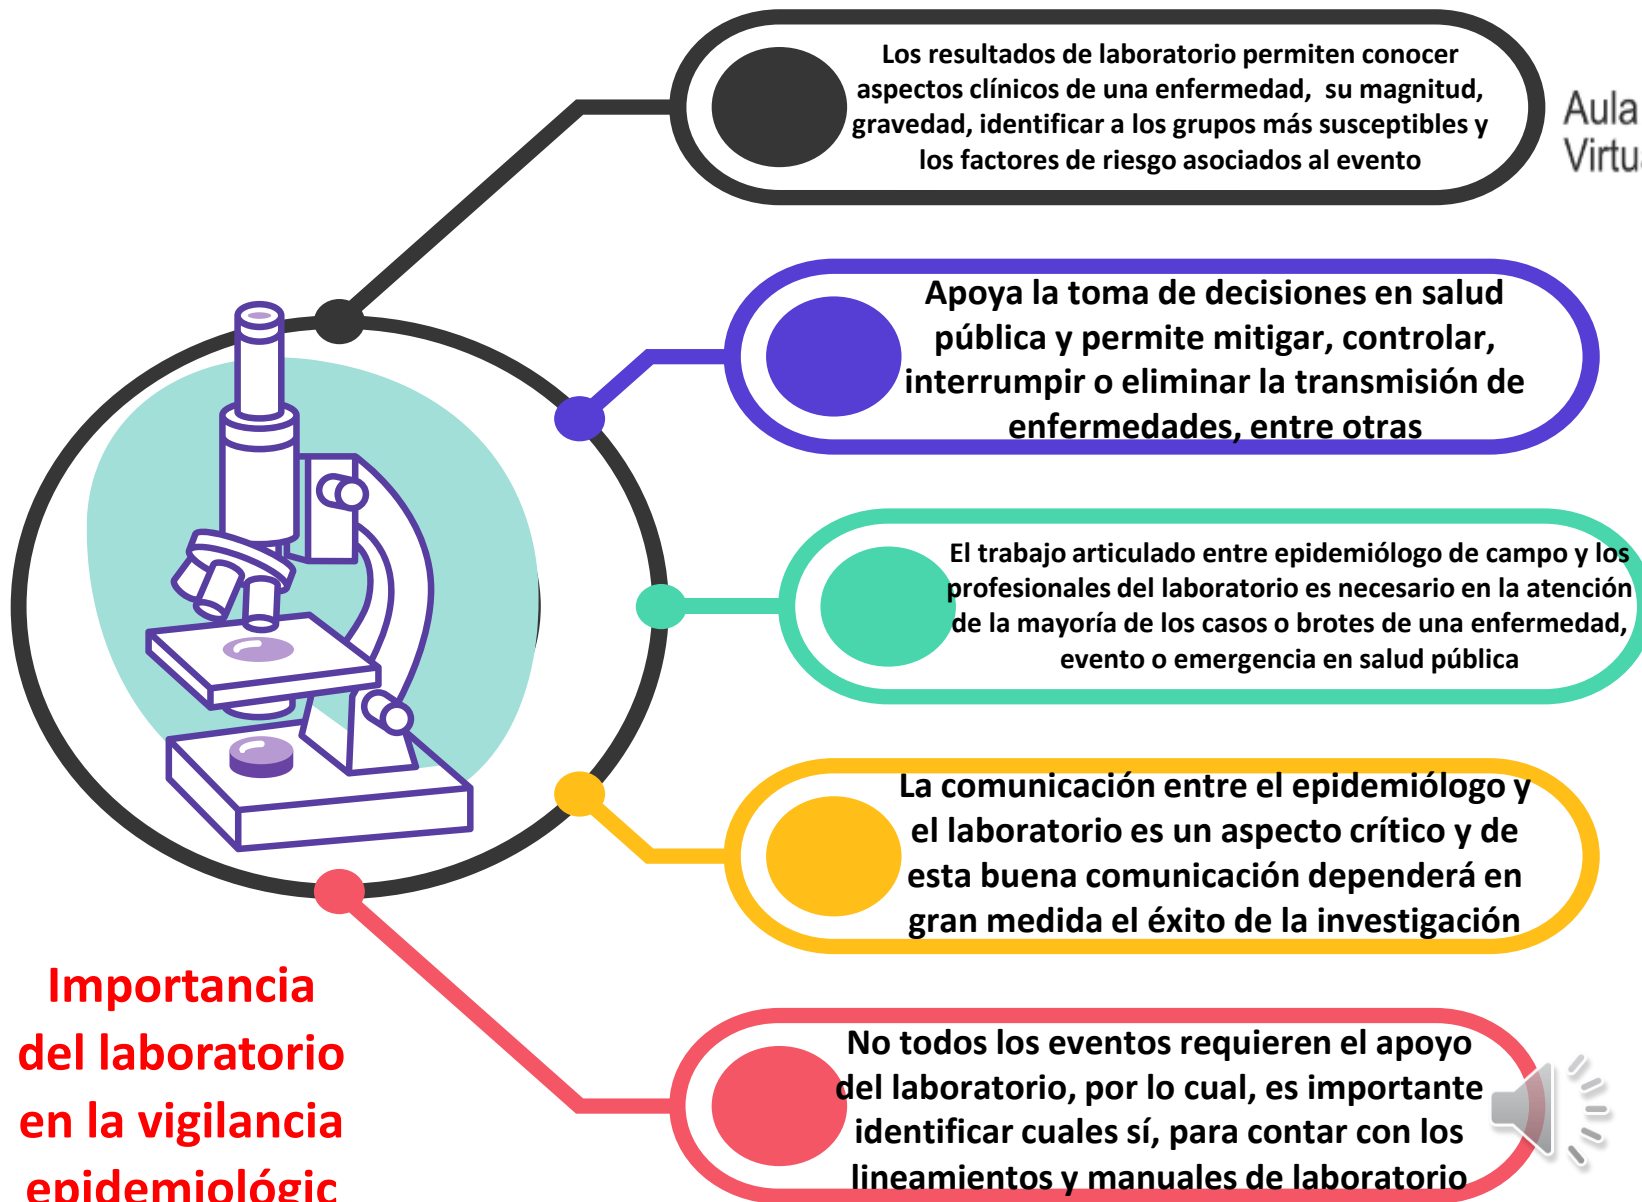 Los resultados de laboratorio permiten conocer
aspectos clínicos de una enfermedad, su magnitud,
gravedad, identificar a los grupos más susceptibles y
los factores de riesgo asociados al evento
Aula
Virtua
Apoya la toma de decisiones en salud
pública y permite mitigar, controlar,
interrumpir o eliminar la transmisión de
enfermedades, entre otras
El trabajo articulado entre epidemiólogo de campo y los
profesionales del laboratorio es necesario en la atención
de la mayoría de los casos o brotes de una enfermedad,
evento o emergencia en salud pública
La comunicación entre el epidemiólogo y
el laboratorio es un aspecto crítico y de
esta buena comunicación dependerá en
gran medida el éxito de la investigación
No todos los eventos requieren el apoyo
del laboratorio, por lo cual, es importante
identificar cuales sí, para contar con los
lineamientos y manuales de laboratorio
Importancia
del laboratorio
en la vigilancia
epidemiológic